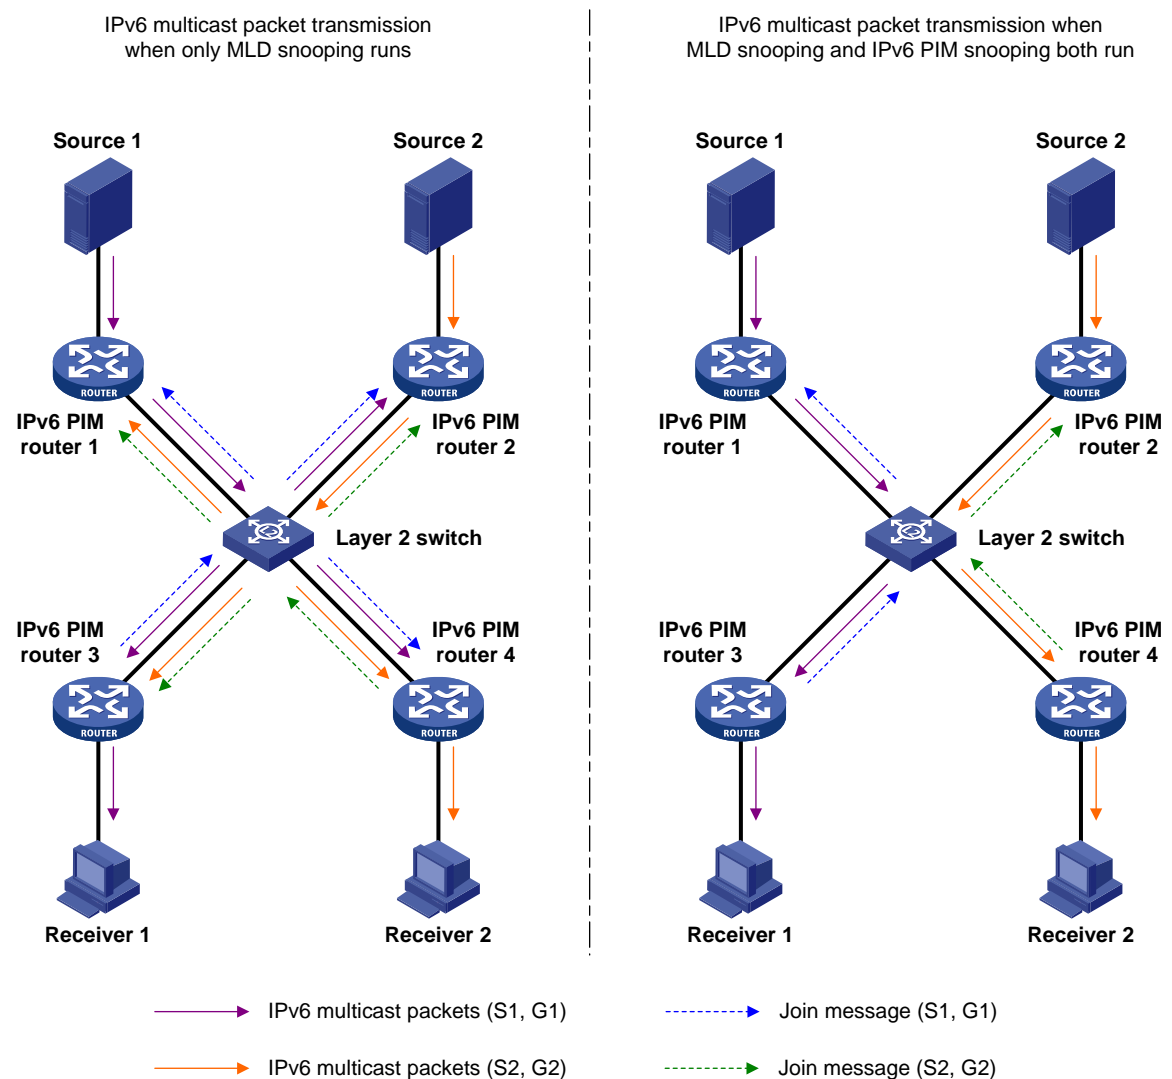 IPv6 multicast packet transmission
when only MLD snooping runs
IPv6 multicast packet transmission when
MLD snooping and IPv6 PIM snooping both run
Source 1
Source 2
ROUTER
ROUTER
IPv6 PIM
router 1
IPv6 PIM
router 2
L2
Layer 2 switch
IPv6 PIM
router 3
IPv6 PIM
router 4
ROUTER
ROUTER
Receiver 1
Receiver 2
Source 1
Source 2
ROUTER
ROUTER
IPv6 PIM
router 1
IPv6 PIM
router 2
L2
Layer 2 switch
IPv6 PIM
router 3
IPv6 PIM
router 4
ROUTER
ROUTER
Receiver 1
Receiver 2
IPv6 multicast packets (S1, G1)
Join message (S1, G1)
IPv6 multicast packets (S2, G2)
Join message (S2, G2)